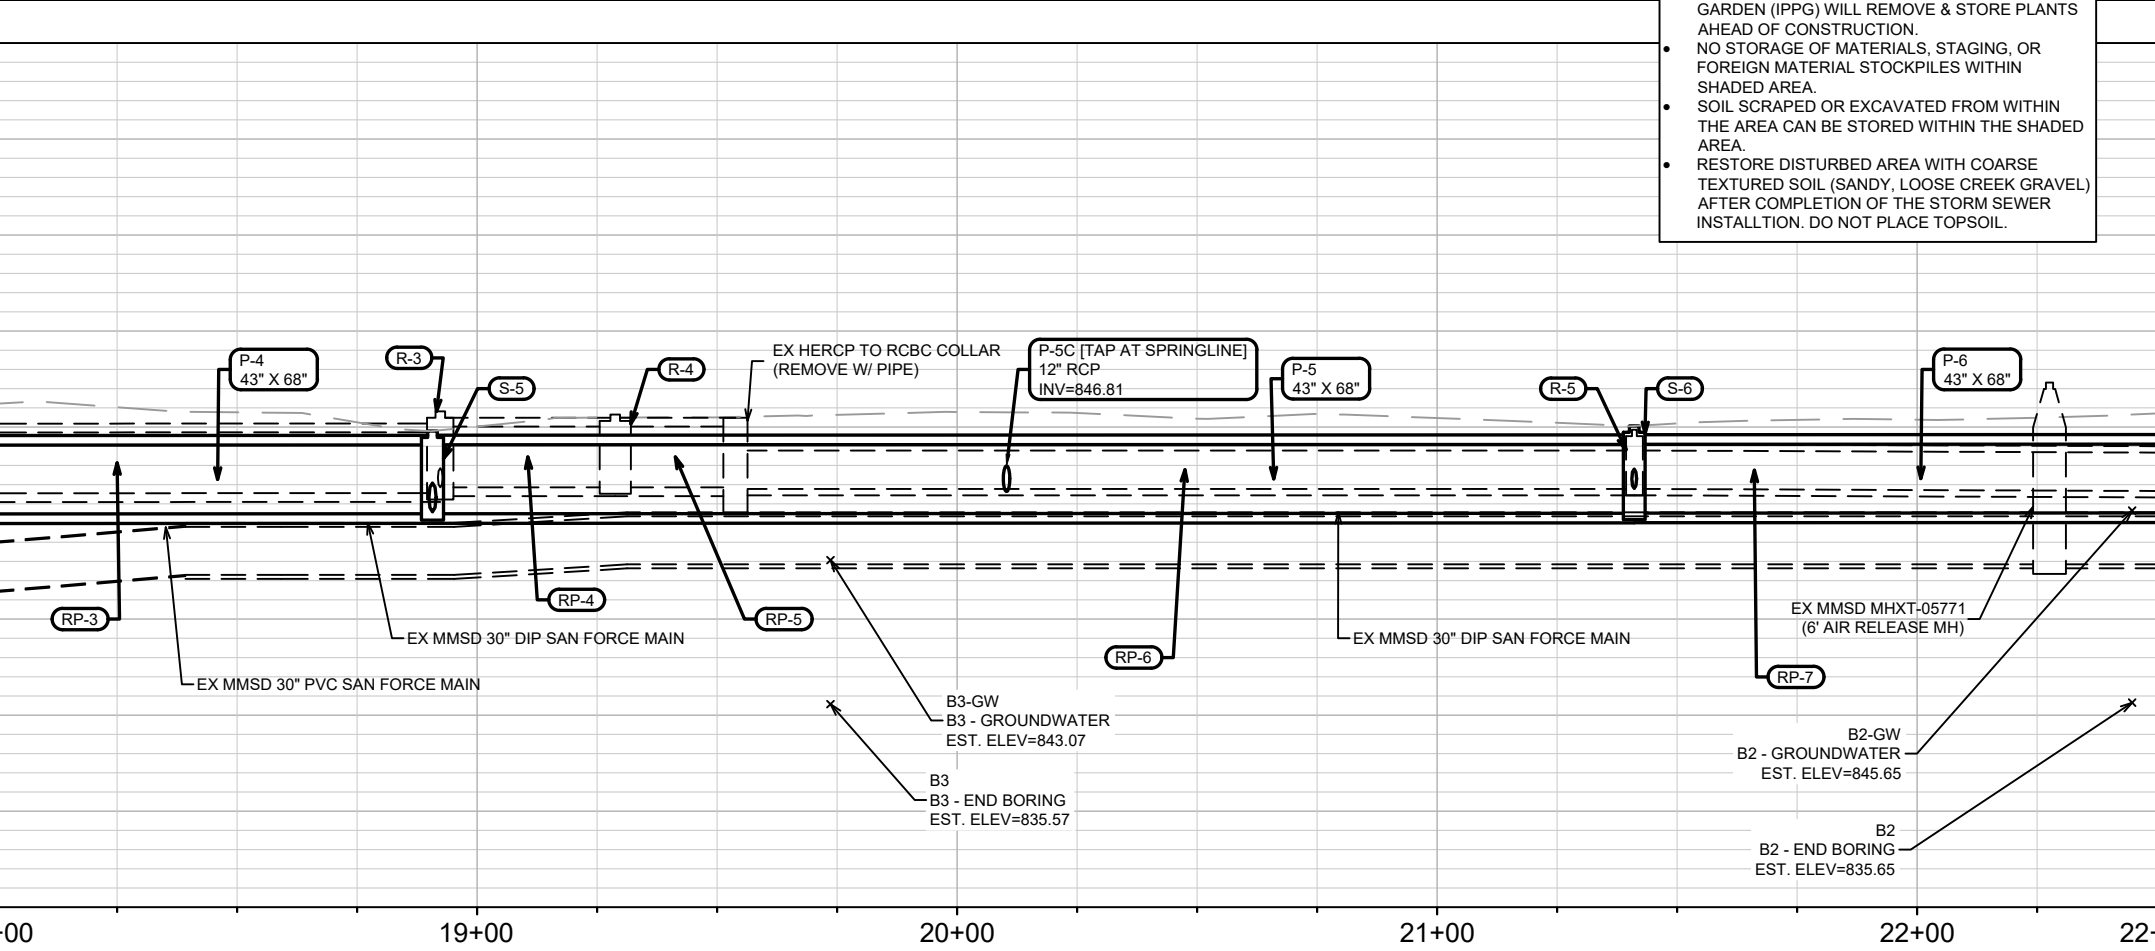 GARDEN (IPPG) WILL REMOVE & STORE PLANTS
AHEAD OF CONSTRUCTION.
• NO STORAGE OF MATERIALS, STAGING, OR
FOREIGN MATERIAL STOCKPILES WITHIN
SHADED AREA.
• SOIL SCRAPED OR EXCAVATED FROM WITHIN
THE AREA CAN BE STORED WITHIN THE SHADED
AREA.
• RESTORE DISTURBED AREA WITH COARSE
TEXTURED SOIL (SANDY, LOOSE CREEK GRAVEL)
AFTER COMPLETION OF THE STORM SEWER
INSTALLTION. DO NOT PLACE TOPSOIL.
P-4
43" X 68"
R-3
S-5
R-4
EX HERCP TO RCBC COLLAR
(REMOVE W/ PIPE)
P-5C [TAP AT SPRINGLINE]
12" RCP
INV=846.81
P-5
43" X 68"
R-5
S-6
P-6
43" X 68"
RP-3
RP-4
RP-5
RP-6
RP-7
EX MMSD 30" DIP SAN FORCE MAIN
EX MMSD 30" PVC SAN FORCE MAIN
EX MMSD 30" DIP SAN FORCE MAIN
EX MMSD MHXT-05771
(6' AIR RELEASE MH)
B3-GW
B3 - GROUNDWATER
EST. ELEV=843.07
B3
B3 - END BORING
EST. ELEV=835.57
B2-GW
B2 - GROUNDWATER
EST. ELEV=845.65
B2
B2 - END BORING
EST. ELEV=835.65
+00
19+00
20+00
21+00
22+00
22+